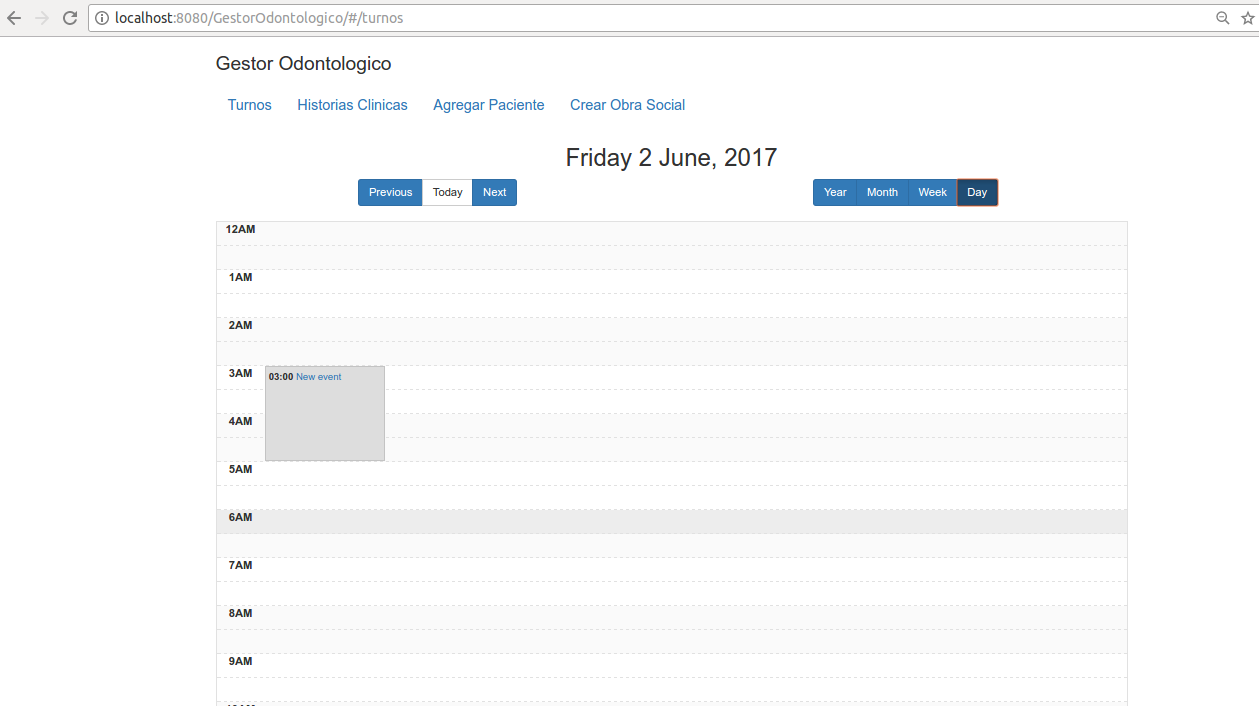 localhost:8080/GestorOdontologico/#/turnos
Gestor Odontologico
Turnos Historias Clinicas Agregar Paciente Crear Obra Social
Friday 2 June, 2017
Previous Today Next Year Month Week Day
12AM
1AM
2AM
3AM 03:00 New event
4AM
5AM
6AM
7AM
8AM
9AM